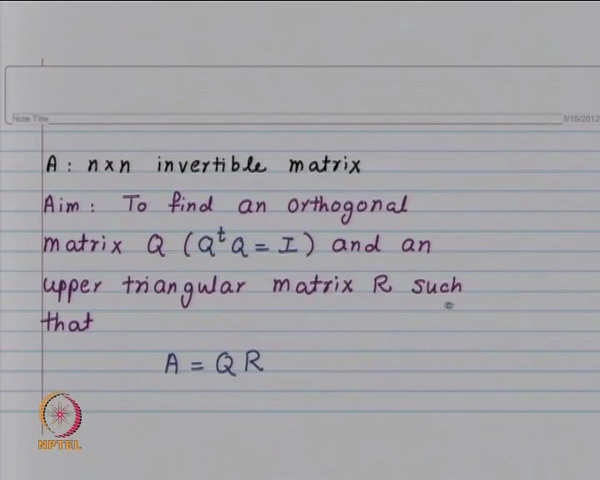 Note Title
3/15/2012
A : n×n invertible matrix
Aim : To find an orthogonal
matrix Q (QᵗQ = I) and an
upper triangular matrix R such
that
A = QR
NPTEL